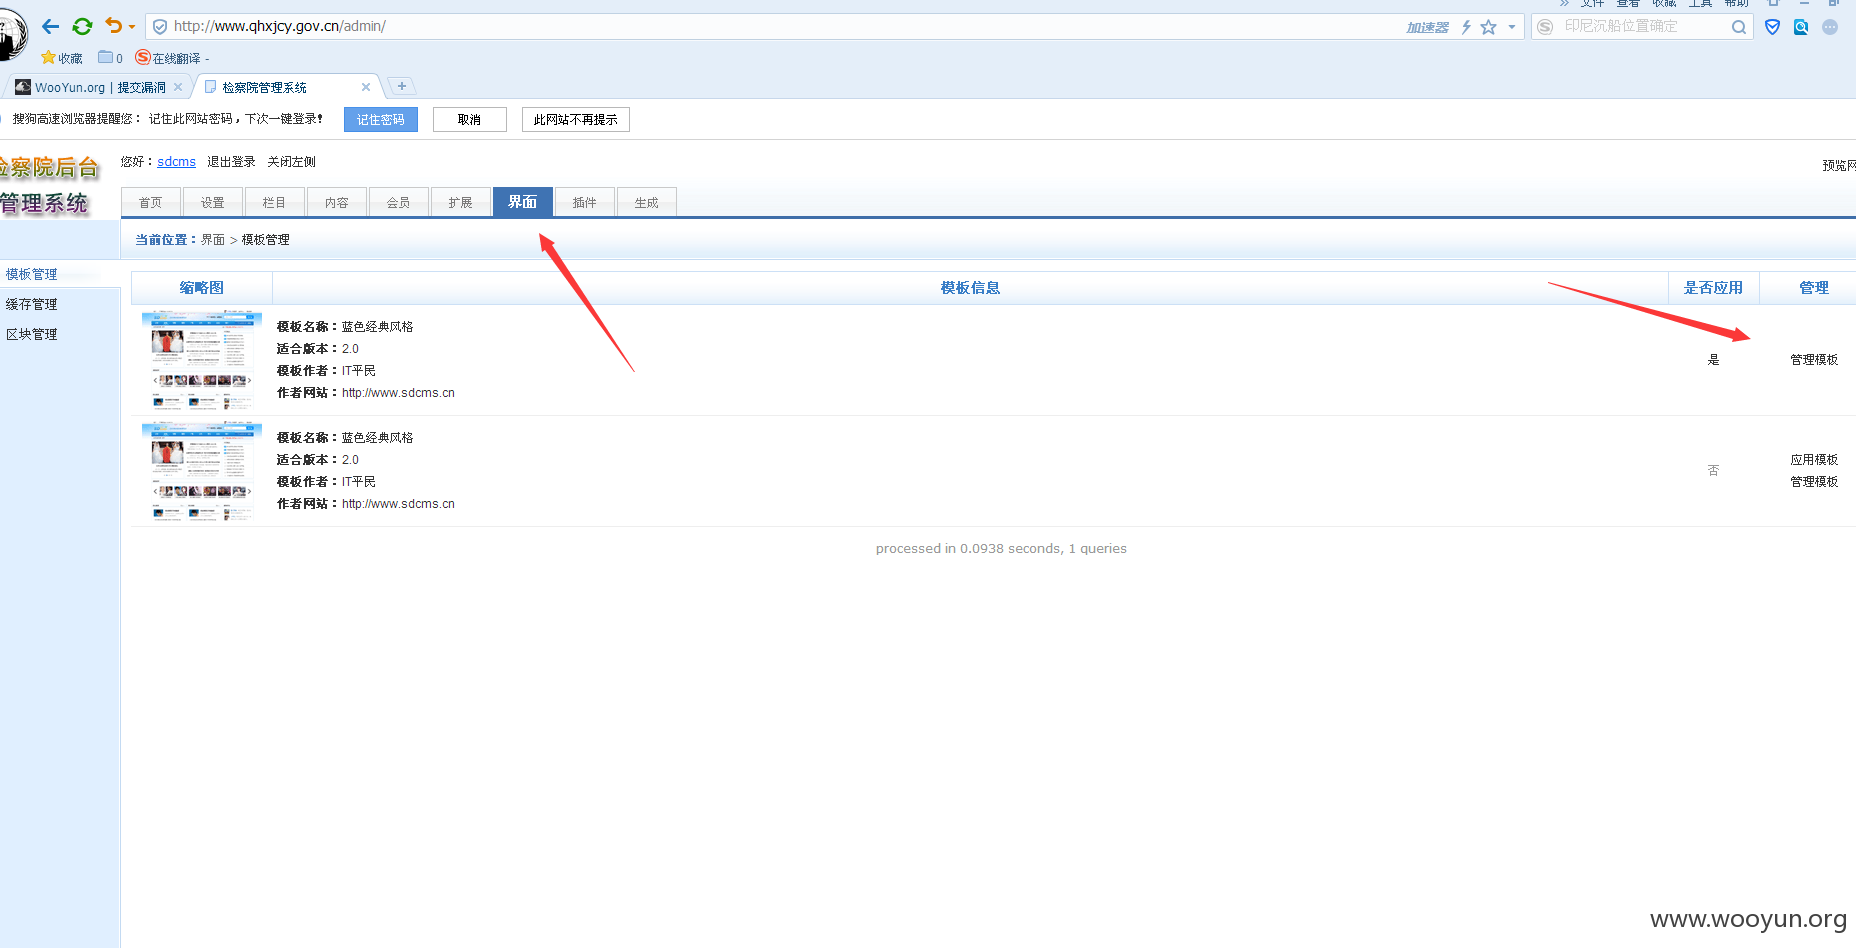 » 文件 查看 收藏 工具 帮助
http://www.qhxjcy.gov.cn/admin/
加速器
印尼沉船位置确定
收藏 0 在线翻译
WooYun.org | 提交漏洞
检察院管理系统
搜狗高速浏览器提醒您： 记住此网站密码，下次一键登录！
记住密码 取消 此网站不再提示
检察院后台
管理系统
您好：sdcms 退出登录 关闭左侧
预览网
首页 设置 栏目 内容 会员 扩展 界面 插件 生成
当前位置：界面 > 模板管理
模板管理
缓存管理
区块管理
缩略图 模板信息 是否应用 管理
模板名称：蓝色经典风格
适合版本：2.0
模板作者：IT平民
作者网站：http://www.sdcms.cn
是
管理模板
模板名称：蓝色经典风格
适合版本：2.0
模板作者：IT平民
作者网站：http://www.sdcms.cn
否
应用模板
管理模板
processed in 0.0938 seconds, 1 queries
www.wooyun.org